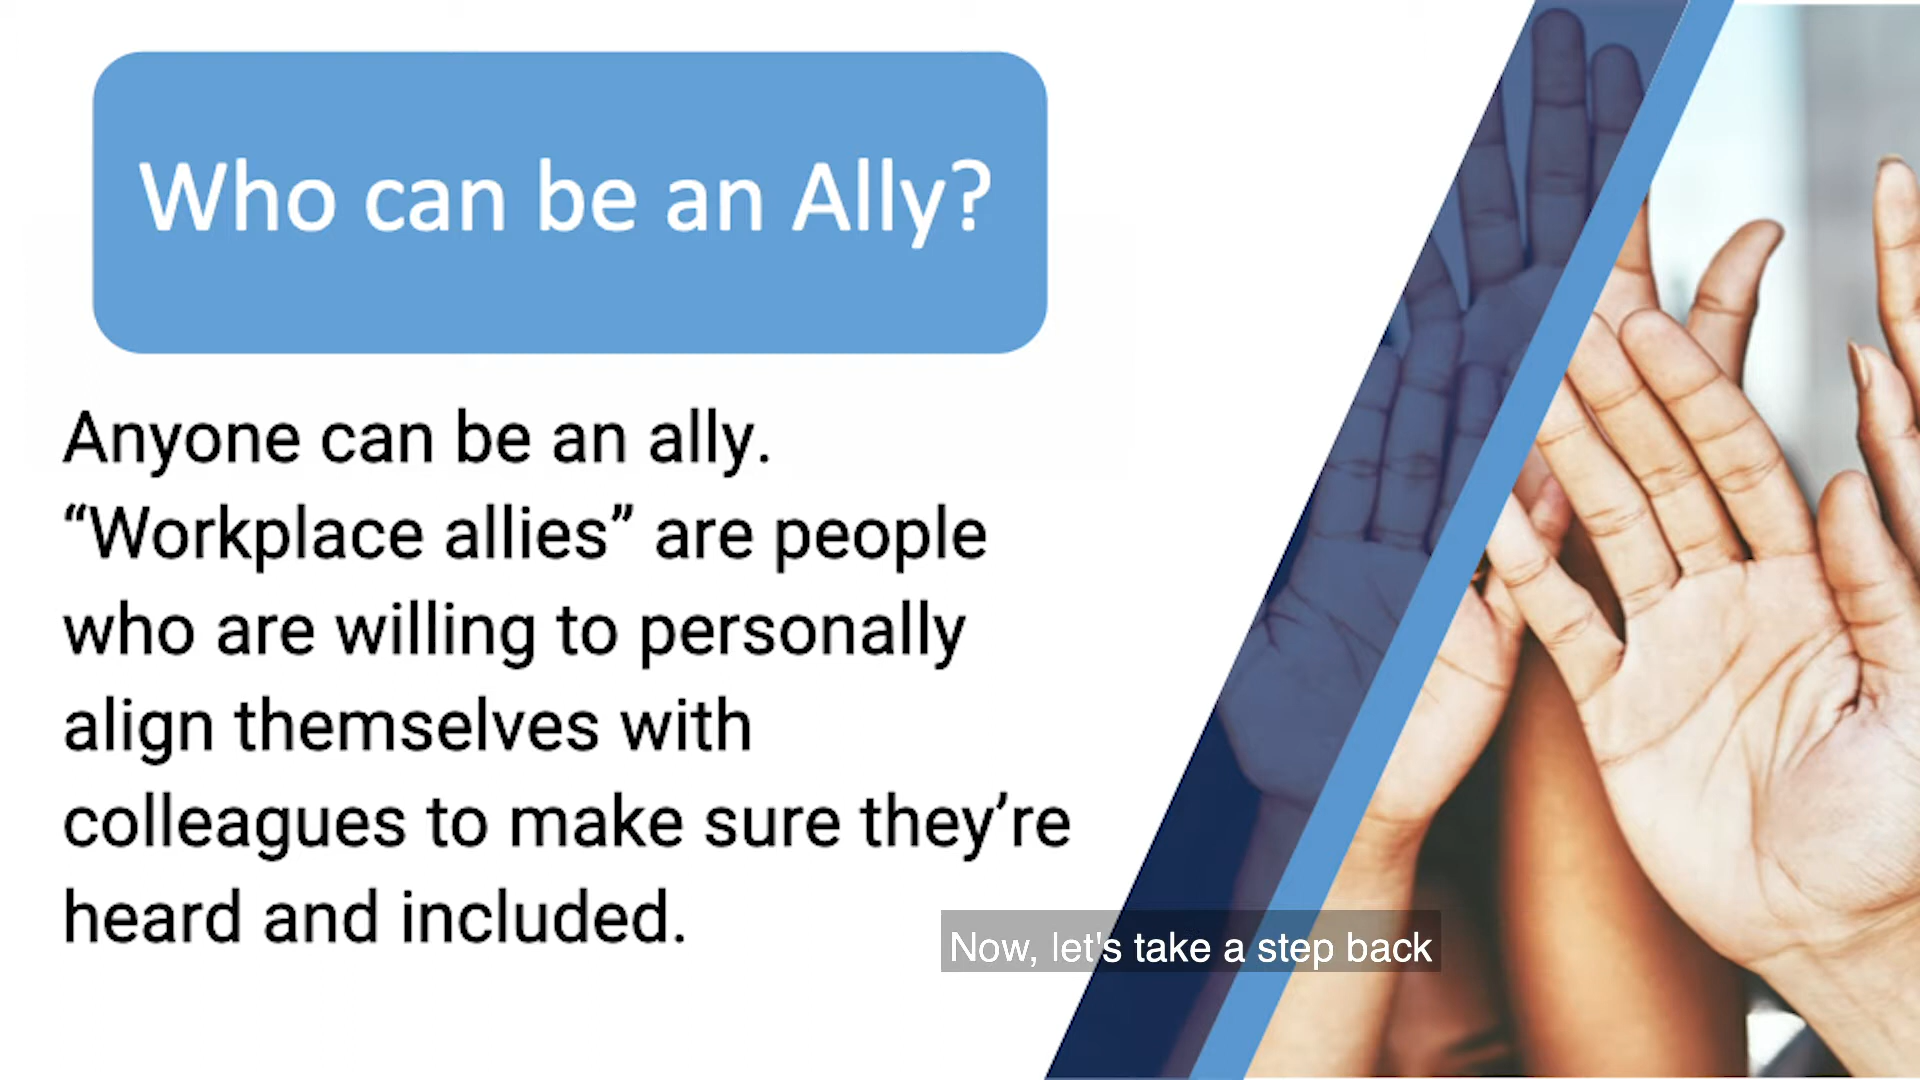 Who can be an Ally?
Anyone can be an ally.
“Workplace allies” are people
who are willing to personally
align themselves with
colleagues to make sure they’re
heard and included.
Now, let's take a step back